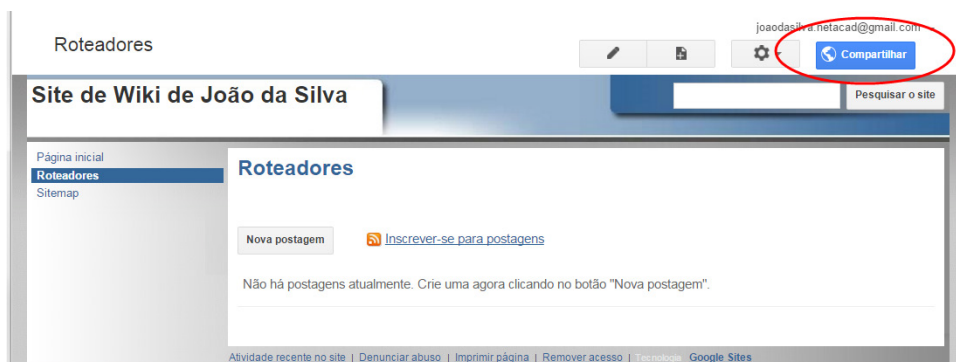 joaodasilva.netacad@gmail.com
Roteadores
Compartilhar
Site de Wiki de João da Silva
Pesquisar o site
Página inicial
Roteadores
Sitemap
Roteadores
Nova postagem Inscrever-se para postagens
Não há postagens atualmente. Crie uma agora clicando no botão "Nova postagem".
Atividade recente no site | Denunciar abuso | Imprimir página | Remover acesso | Tecnologia Google Sites